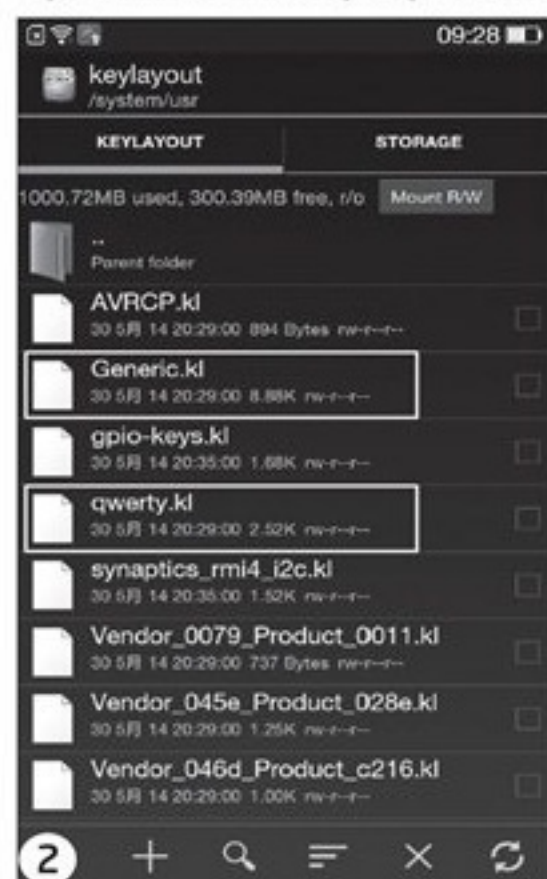 09:28
keylayout
/system/usr
KEYLAYOUT STORAGE
1000.72MB used, 300.39MB free, r/o Mount R/W
..
Parent folder
AVRCP.kl
30 5月 14 20:29:00 894 Bytes rw-r--r--
Generic.kl
30 5月 14 20:29:00 8.88K rw-r--r--
gpio-keys.kl
30 5月 14 20:35:00 1.68K rw-r--r--
qwerty.kl
30 5月 14 20:29:00 2.52K rw-r--r--
synaptics_rmi4_i2c.kl
30 5月 14 20:35:00 1.52K rw-r--r--
Vendor_0079_Product_0011.kl
30 5月 14 20:29:00 737 Bytes rw-r--r--
Vendor_045e_Product_028e.kl
30 5月 14 20:29:00 1.25K rw-r--r--
Vendor_046d_Product_c216.kl
30 5月 14 20:29:00 1.00K rw-r--r--
2